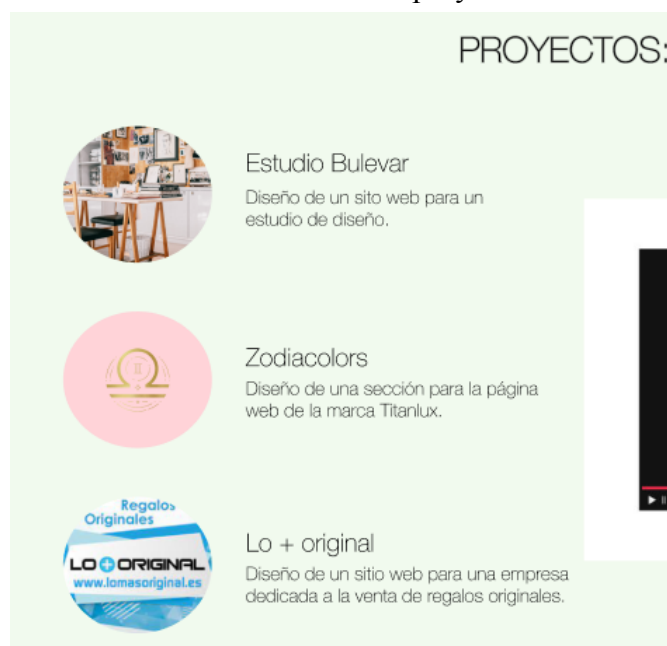 PROYECTOS:
Estudio Bulevar
Diseño de un sito web para un
estudio de diseño.
Zodiacolors
Diseño de una sección para la página
web de la marca Titanlux.
Regalos
Originales
LO + ORIGINAL
www.lomasoriginal.es
Lo + original
Diseño de un sitio web para una empresa
dedicada a la venta de regalos originales.